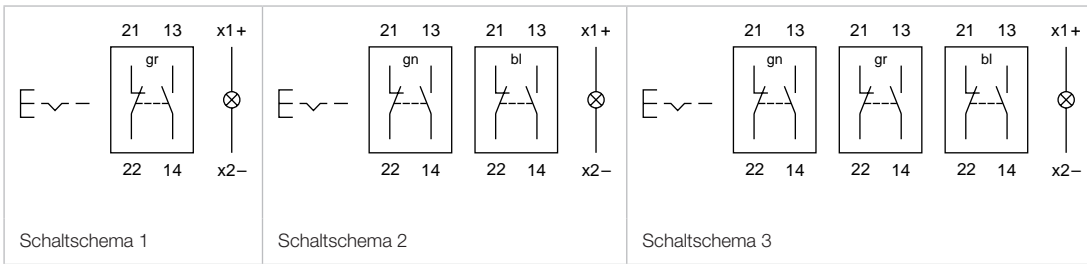 21 13 x1+
gr
22 14 x2–
Schaltschema 1
21 13 21 13 x1+
gn bl
22 14 22 14 x2–
Schaltschema 2
21 13 21 13 21 13 x1+
gn gr bl
22 14 22 14 22 14 x2–
Schaltschema 3